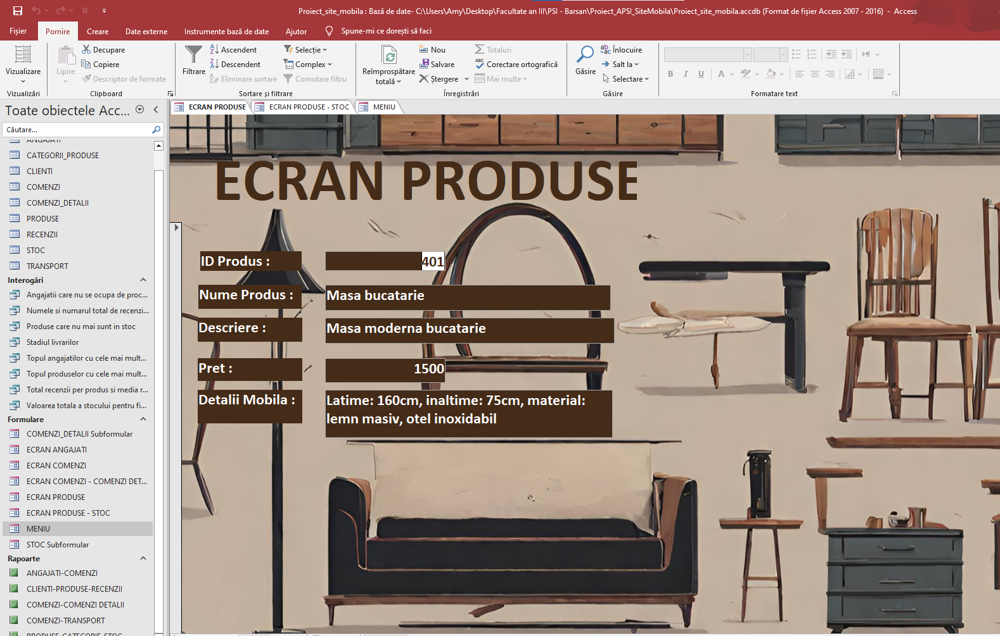 Proiect_site_mobila : Bază de date- C:\Users\Amy\Desktop\Facultate an III\PSI - Barsan\Proiect_APSI_SiteMobila\Proiect_site_mobila.accdb (Format de fișier Access 2007 - 2016) - Access
Fișier Pornire Creare Date externe Instrumente bază de date Ajutor Spune-mi ce dorești să faci
Vizualizare
Vizualizări
Lipire
Decupare
Copiere
Descriptor de formate
Clipboard
Filtrare
Ascendent
Descendent
Eliminare sortare
Selecție
Complex
Comutare filtru
Sortare și filtrare
Reîmprospătare
totală
Nou
Salvare
Ștergere
Totaluri
Corectare ortografică
Mai multe
Înregistrări
Găsire
Înlocuire
Salt la
Selectare
Găsire
B I U A
Formatare text
Toate obiectele Acc...
Căutare...
ANGAJATI
CATEGORII_PRODUSE
CLIENTI
COMENZI
COMENZI_DETALII
PRODUSE
RECENZII
STOC
TRANSPORT
Interogări
Angajatii care nu se ocupa de proc...
Numele si numarul total de recenzi...
Produse care nu mai sunt in stoc
Stadiul livrarilor
Topul angajatilor cu cele mai mult...
Topul produselor cu cele mai mult...
Total recenzii per produs si media r...
Valoarea totala a stocului pentru fi...
Formulare
COMENZI_DETALII Subformular
ECRAN ANGAJATI
ECRAN COMENZI
ECRAN COMENZI - COMENZI DET...
ECRAN PRODUSE
ECRAN PRODUSE - STOC
MENIU
STOC Subformular
Rapoarte
ANGAJATI-COMENZI
CLIENTI-PRODUSE-RECENZII
COMENZI-COMENZI DETALII
COMENZI-TRANSPORT
PRODUSE-CATEGORIE-STOC
ECRAN PRODUSE ECRAN PRODUSE - STOC MENIU
ECRAN PRODUSE
ID Produs : 401
Nume Produs : Masa bucatarie
Descriere : Masa moderna bucatarie
Pret : 1500
Detalii Mobila : Latime: 160cm, inaltime: 75cm, material:
lemn masiv, otel inoxidabil